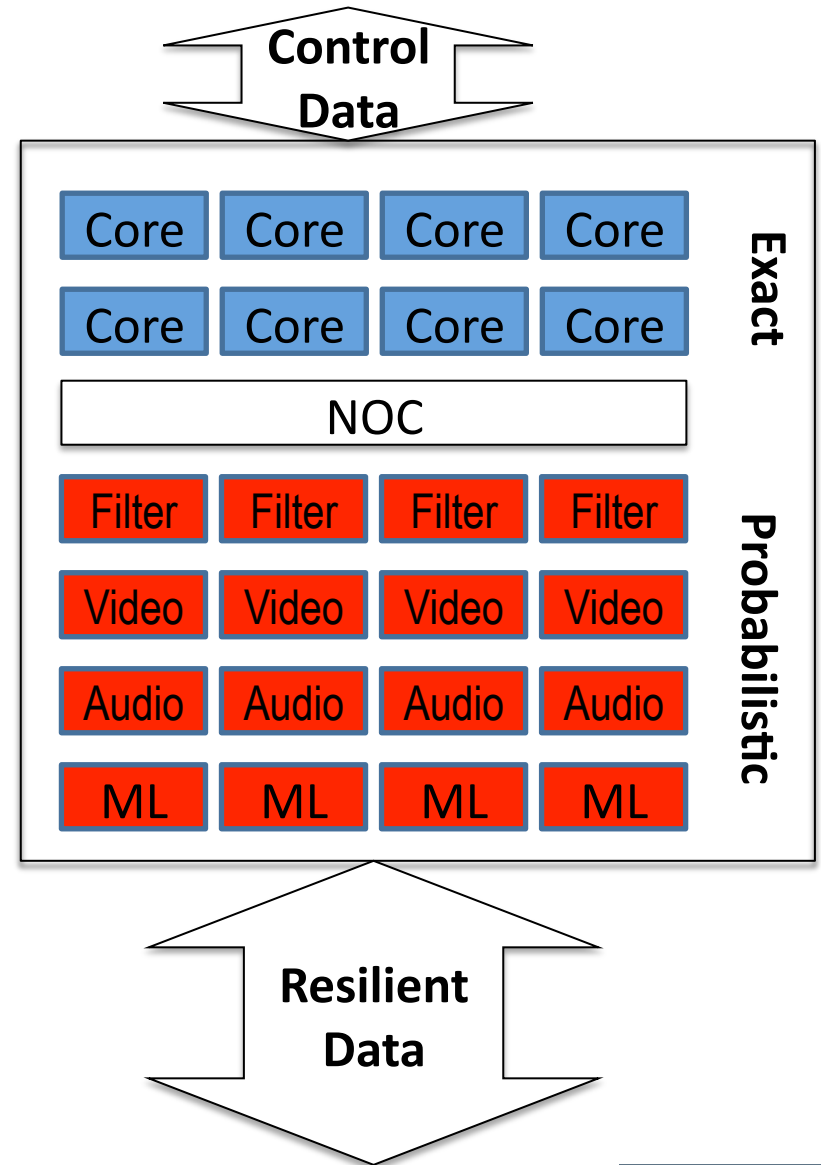 Control
Data
Core Core Core Core
Exact
Core Core Core Core
NOC
Filter Filter Filter Filter
Probabilistic
Video Video Video Video
Audio Audio Audio Audio
ML ML ML ML
Resilient
Data